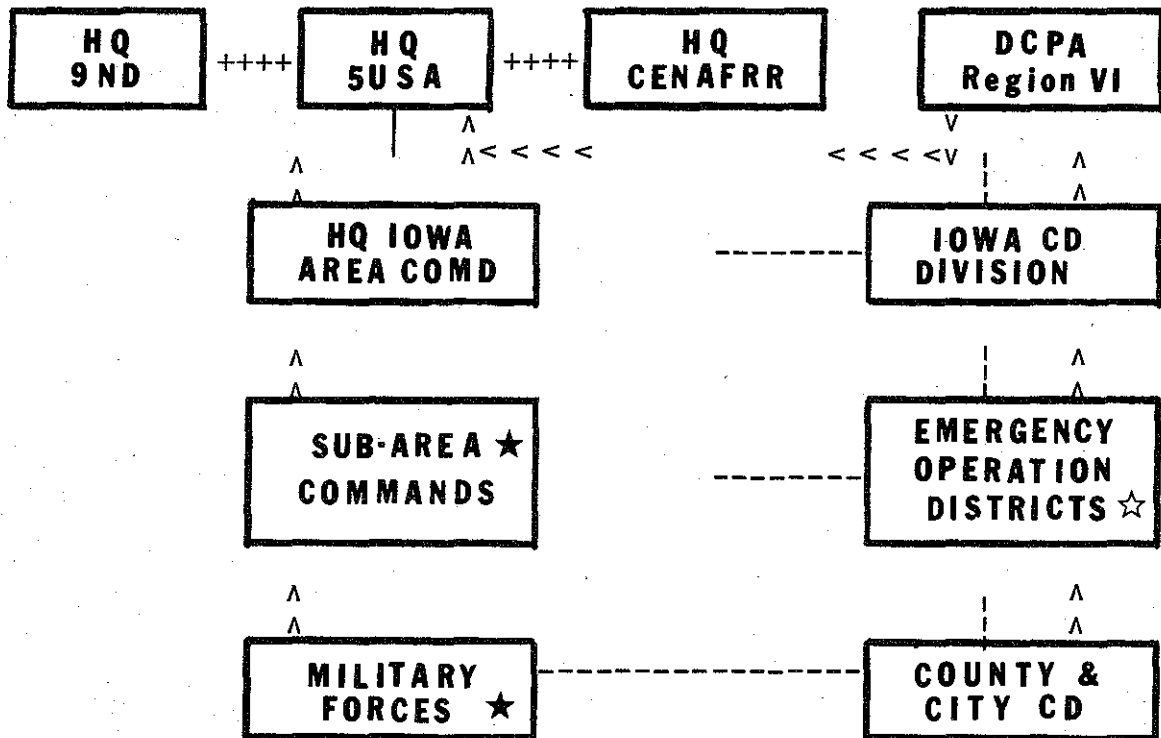 HQ
9ND
++++
HQ
5USA
++++
HQ
CENAFRR
DCPA
Region VI
HQ IOWA
AREA COMD
IOWA CD
DIVISION
SUB-AREA ★
COMMANDS
EMERGENCY
OPERATION
DISTRICTS ☆
MILITARY
FORCES ★
COUNTY &
CITY CD